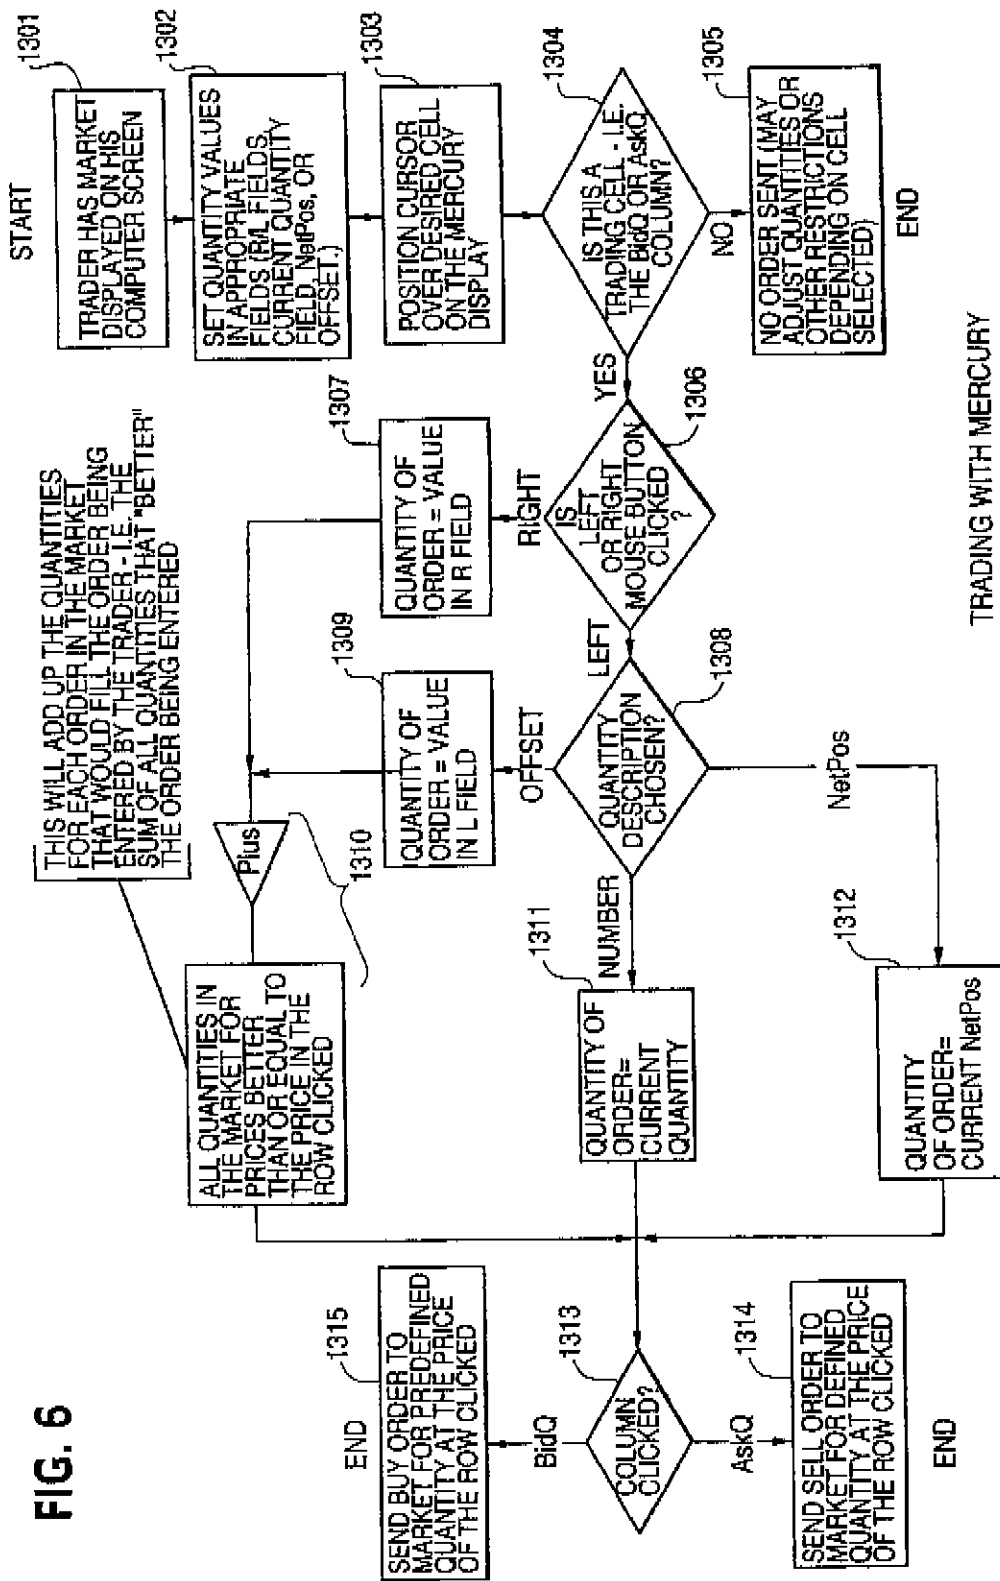 FIG. 6
START
1301
TRADER HAS MARKET
DISPLAYED ON HIS
COMPUTER SCREEN
1302
SET QUANTITY VALUES
IN APPROPRIATE
FIELDS (R/L FIELDS,
CURRENT QUANTITY
FIELD, NetPos, OR
OFFSET.)
1303
POSITION CURSOR
OVER DESIRED CELL
ON THE MERCURY
DISPLAY
1304
IS THIS A
TRADING CELL - I.E.
THE BidQ OR AskQ
COLUMN?
NO
1305
NO ORDER SENT (MAY
ADJUST QUANTITIES OR
OTHER RESTRICTIONS
DEPENDING ON CELL
SELECTED)
END
YES
1306
IS
LEFT
OR RIGHT
MOUSE BUTTON
CLICKED
?
RIGHT
1307
QUANTITY OF
ORDER = VALUE
IN R FIELD
LEFT
1308
QUANTITY
DESCRIPTION
CHOSEN?
OFFSET
1309
QUANTITY OF
ORDER = VALUE
IN L FIELD
Plus
1310
ALL QUANTITIES IN
THE MARKET FOR
PRICES BETTER
THAN OR EQUAL TO
THE PRICE IN THE
ROW CLICKED
THIS WILL ADD UP THE QUANTITIES
FOR EACH ORDER IN THE MARKET
THAT WOULD FILL THE ORDER BEING
ENTERED BY THE TRADER - I.E. THE
SUM OF ALL QUANTITIES THAT "BETTER"
THE ORDER BEING ENTERED
NUMBER
1311
QUANTITY OF
ORDER=
CURRENT
QUANTITY
NetPos
1312
QUANTITY
OF ORDER=
CURRENT NetPos
1313
COLUMN
CLICKED?
AskQ
1314
SEND SELL ORDER TO
MARKET FOR DEFINED
QUANTITY AT THE PRICE
OF THE ROW CLICKED
END
BidQ
1315
SEND BUY ORDER TO
MARKET FOR PREDEFINED
QUANTITY AT THE PRICE
OF THE ROW CLICKED
END
TRADING WITH MERCURY